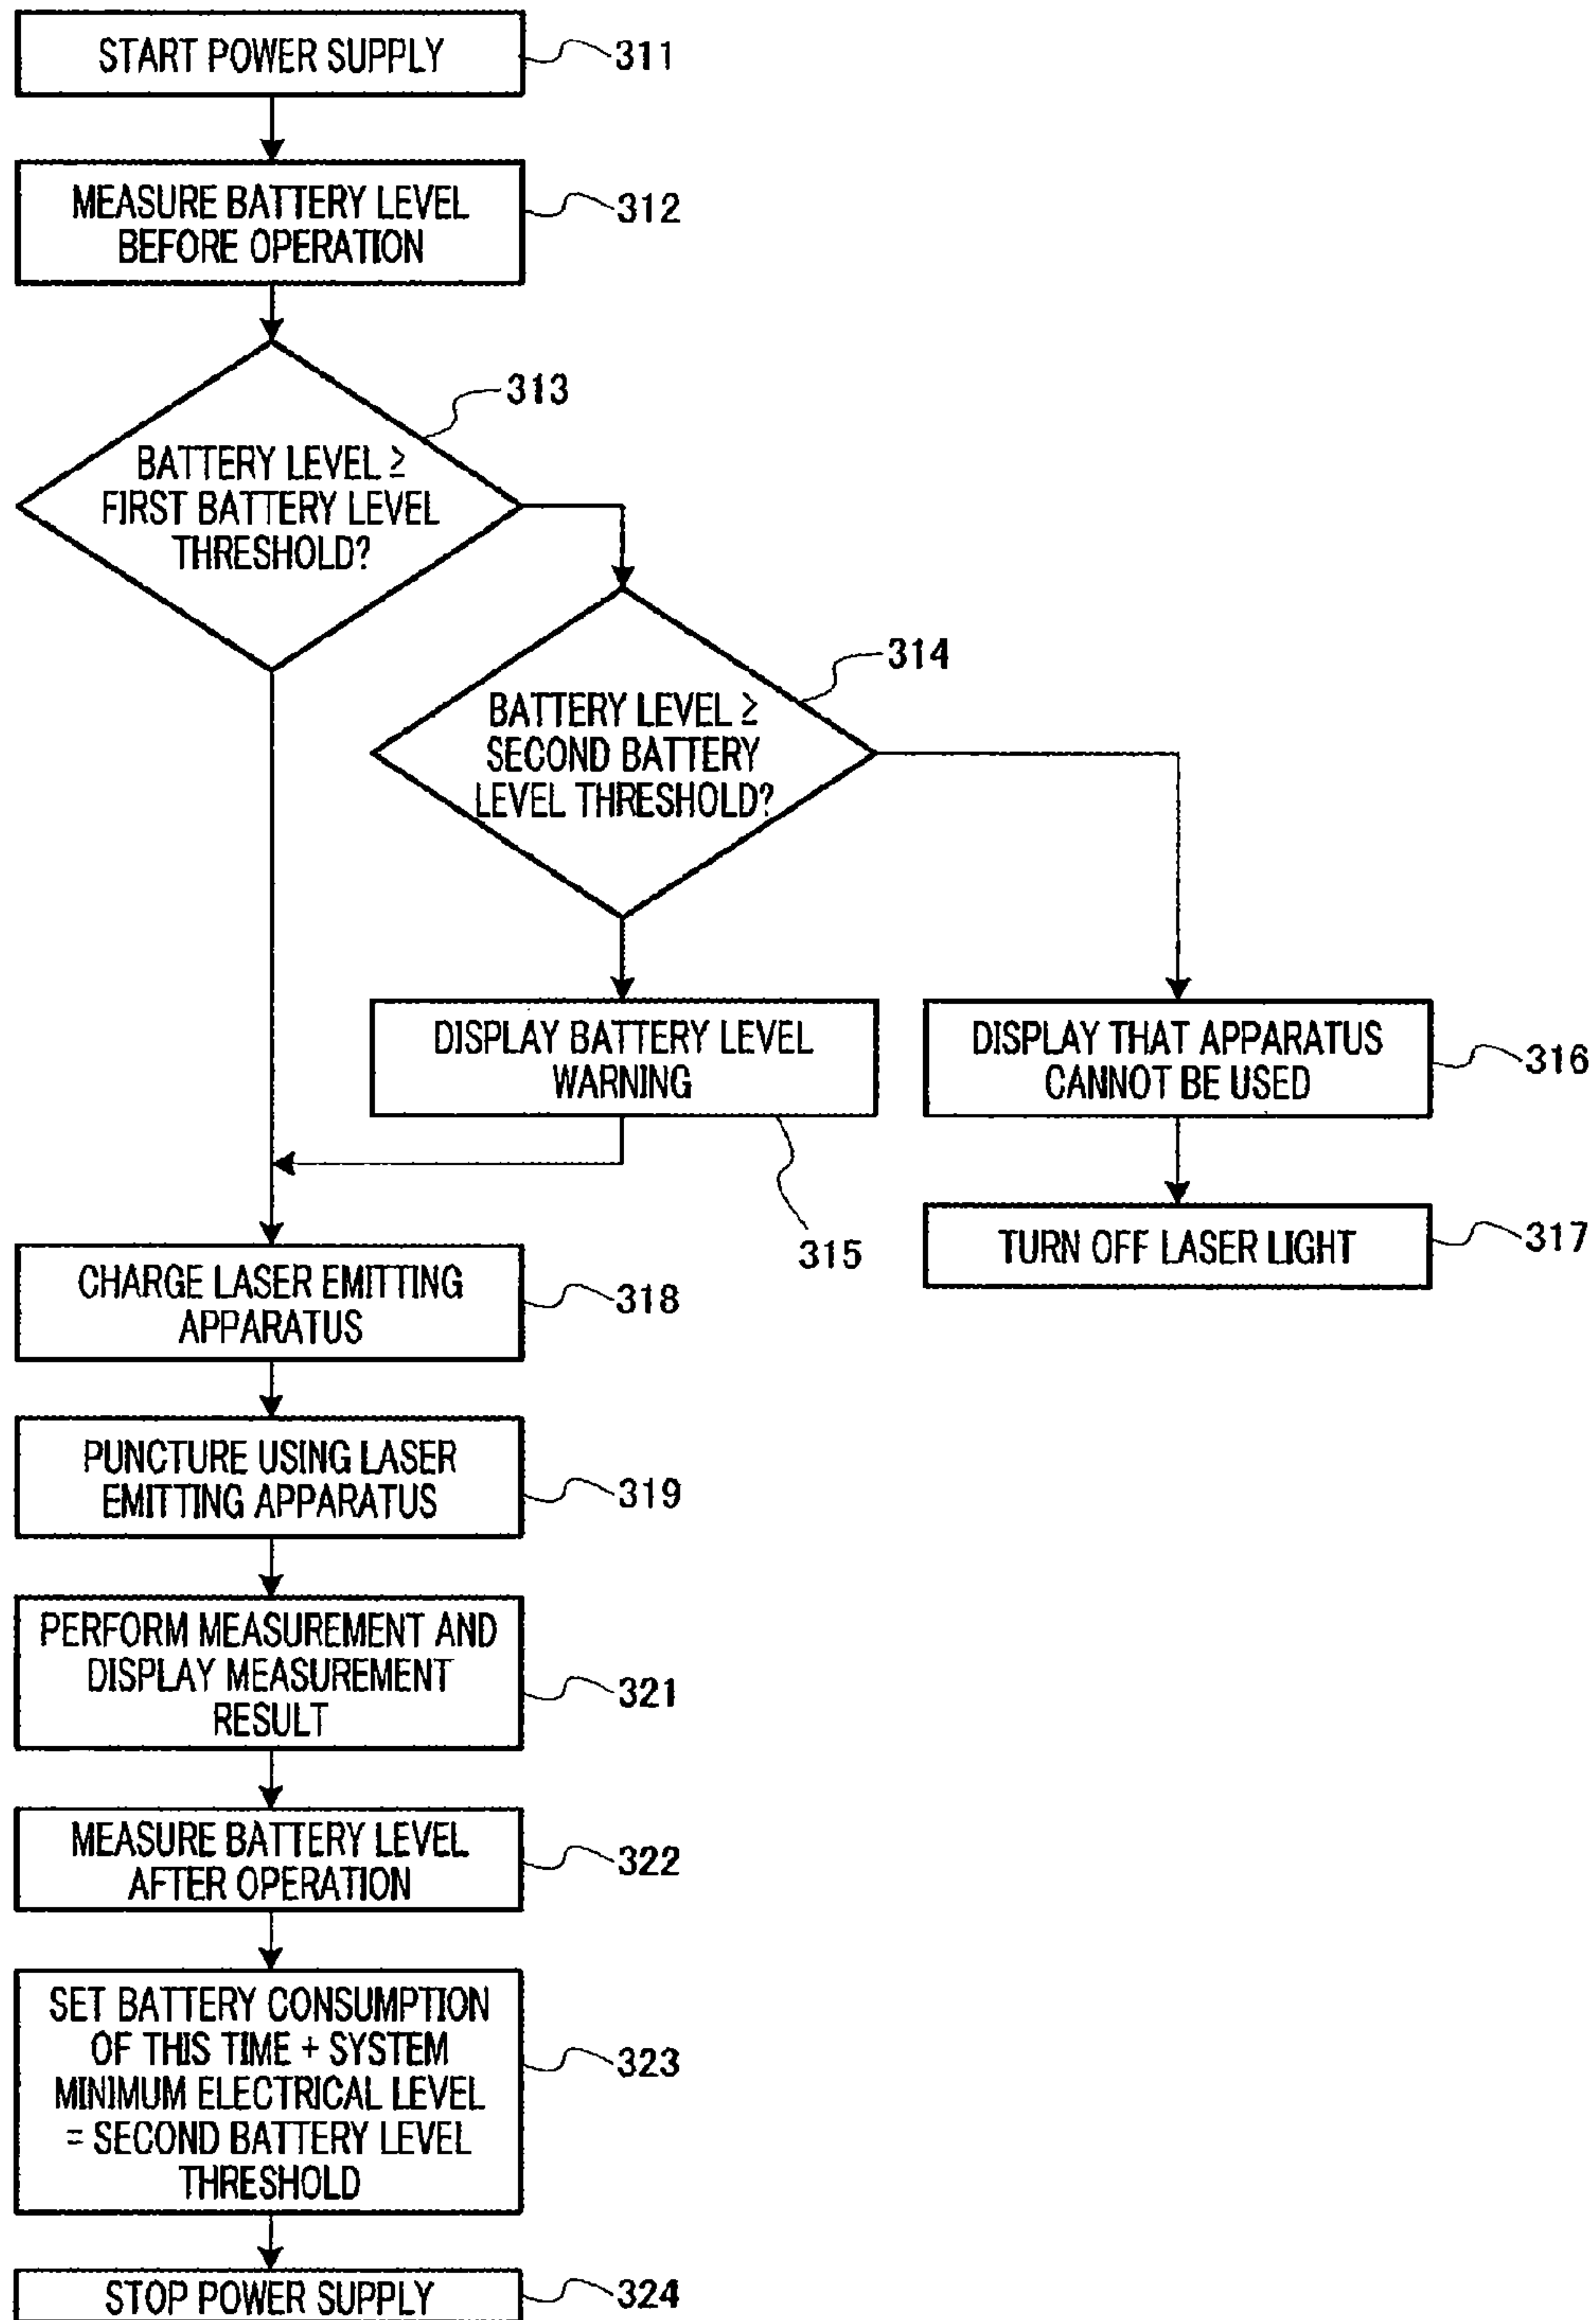 START POWER SUPPLY
311
MEASURE BATTERY LEVEL
BEFORE OPERATION
312
313
BATTERY LEVEL ≥
FIRST BATTERY LEVEL
THRESHOLD?
314
BATTERY LEVEL ≥
SECOND BATTERY
LEVEL THRESHOLD?
DISPLAY BATTERY LEVEL
WARNING
315
DISPLAY THAT APPARATUS
CANNOT BE USED
316
TURN OFF LASER LIGHT
317
CHARGE LASER EMITTING
APPARATUS
318
PUNCTURE USING LASER
EMITTING APPARATUS
319
PERFORM MEASUREMENT AND
DISPLAY MEASUREMENT
RESULT
321
MEASURE BATTERY LEVEL
AFTER OPERATION
322
SET BATTERY CONSUMPTION
OF THIS TIME + SYSTEM
MINIMUM ELECTRICAL LEVEL
= SECOND BATTERY LEVEL
THRESHOLD
323
STOP POWER SUPPLY
324